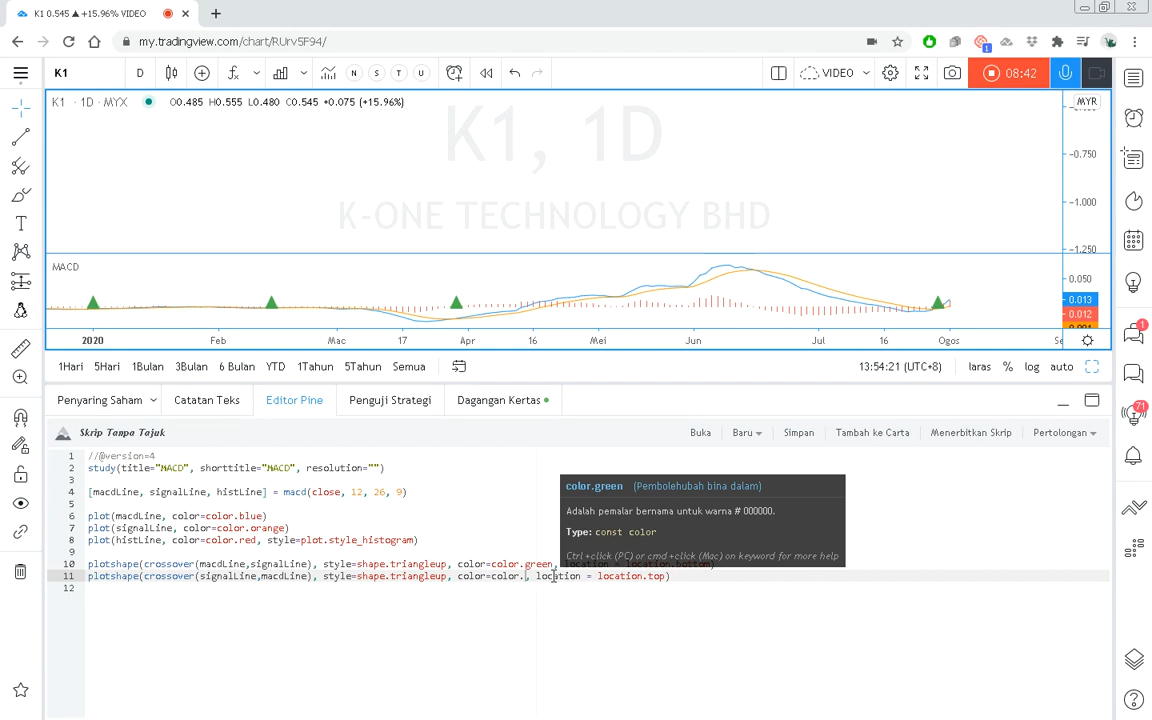 K1 0.545 ▲ +15.96% VIDEO
my.tradingview.com/chart/RUrv5F94/
K1 D N S T U VIDEO 08:42
K1 · 1D · MYX O0.485 H0.555 L0.480 C0.545 +0.075 (+15.96%)
MYR
K1, 1D
-0.750
-1.000
K-ONE TECHNOLOGY BHD
-1.250
MACD
0.050
0.013
0.012
2020 Feb Mac 17 Apr 16 Mei Jun Jul 16 Ogos
1Hari 5Hari 1Bulan 3Bulan 6 Bulan YTD 1Tahun 5Tahun Semua 13:54:21 (UTC+8) laras % log auto
Penyaring Saham Catatan Teks Editor Pine Penguji Strategi Dagangan Kertas
Skrip Tanpa Tajuk Buka Baru Simpan Tambah ke Carta Menerbitkan Skrip Pertolongan
1 //@version=4
2 study(title="MACD", shorttitle="MACD", resolution="")
3
4 [macdLine, signalLine, histLine] = macd(close, 12, 26, 9)
5
6 plot(macdLine, color=color.blue)
7 plot(signalLine, color=color.orange)
8 plot(histLine, color=color.red, style=plot.style_histogram)
9
10 plotshape(crossover(macdLine,signalLine), style=shape.triangleup, color=color.green, location = location.bottom)
11 plotshape(crossover(signalLine,macdLine), style=shape.triangleup, color=color., location = location.top)
12
color.green (Pembolehubah bina dalam)
Adalah pemalar bernama untuk warna # 000000.
Type: const color
Ctrl+click (PC) or cmd+click (Mac) on keyword for more help
1
1
71